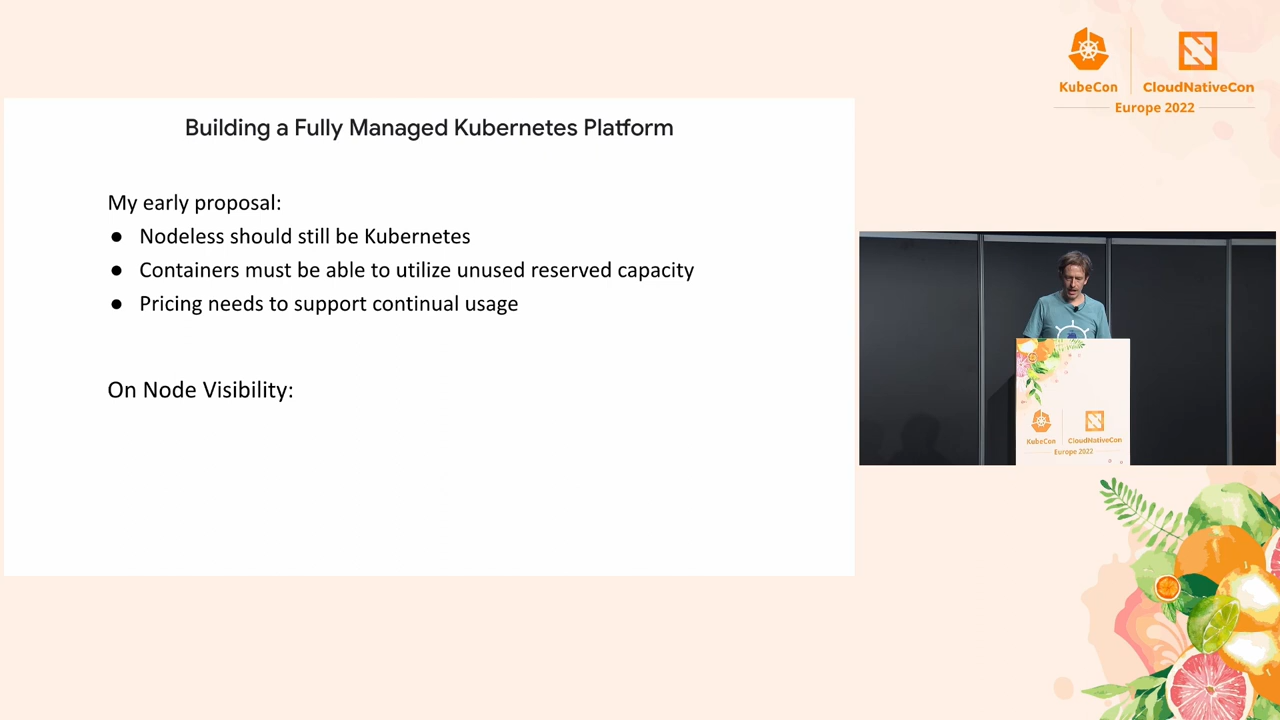 KubeCon
CloudNativeCon
Europe 2022
Building a Fully Managed Kubernetes Platform
My early proposal:
● Nodeless should still be Kubernetes
● Containers must be able to utilize unused reserved capacity
● Pricing needs to support continual usage
On Node Visibility:
KubeCon
CloudNativeCon
Europe 2022